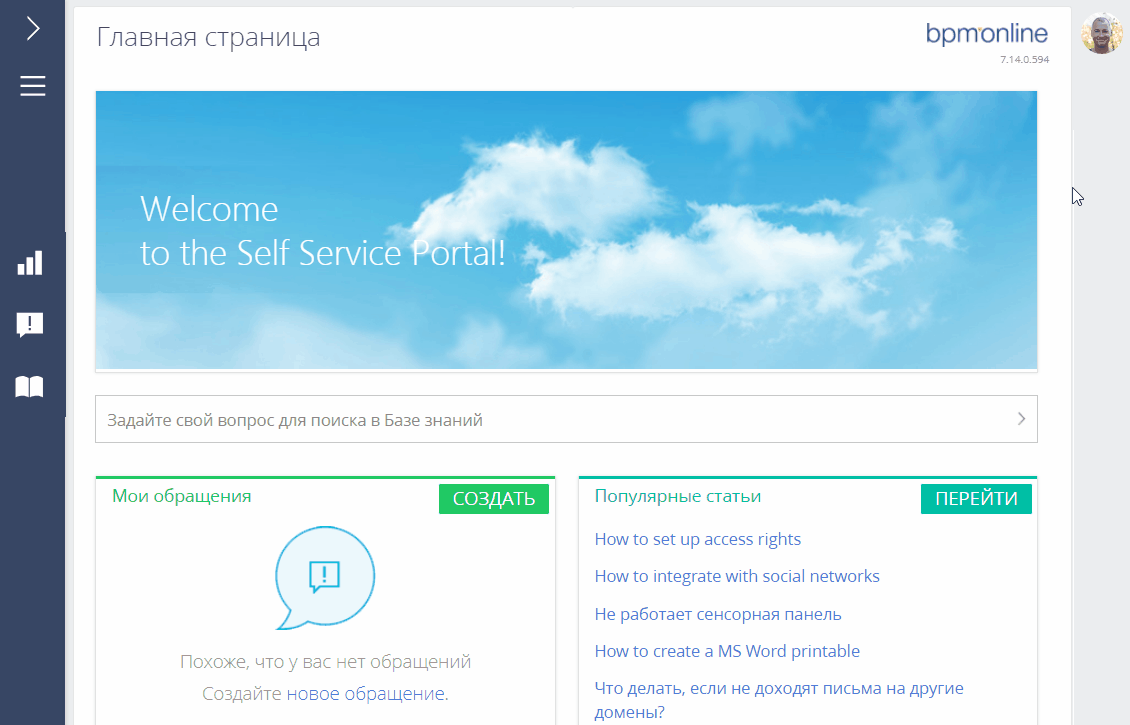 Главная страница
bpm'online
7.14.0.594
Welcome
to the Self Service Portal!
Задайте свой вопрос для поиска в Базе знаний
Мои обращения
СОЗДАТЬ
Похоже, что у вас нет обращений
Создайте новое обращение.
Популярные статьи
ПЕРЕЙТИ
How to set up access rights
How to integrate with social networks
Не работает сенсорная панель
How to create a MS Word printable
Что делать, если не доходят письма на другие
домены?